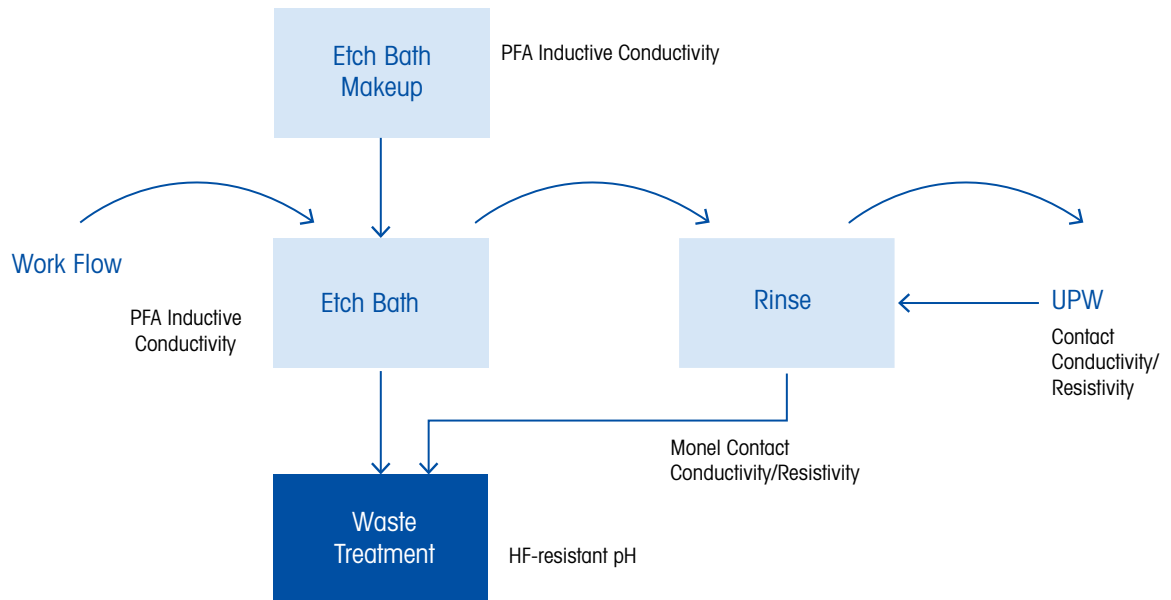 Etch Bath
Makeup
PFA Inductive Conductivity
Work Flow
PFA Inductive
Conductivity
Etch Bath
Rinse
UPW
Contact
Conductivity/
Resistivity
Monel Contact
Conductivity/Resistivity
Waste
Treatment
HF-resistant pH